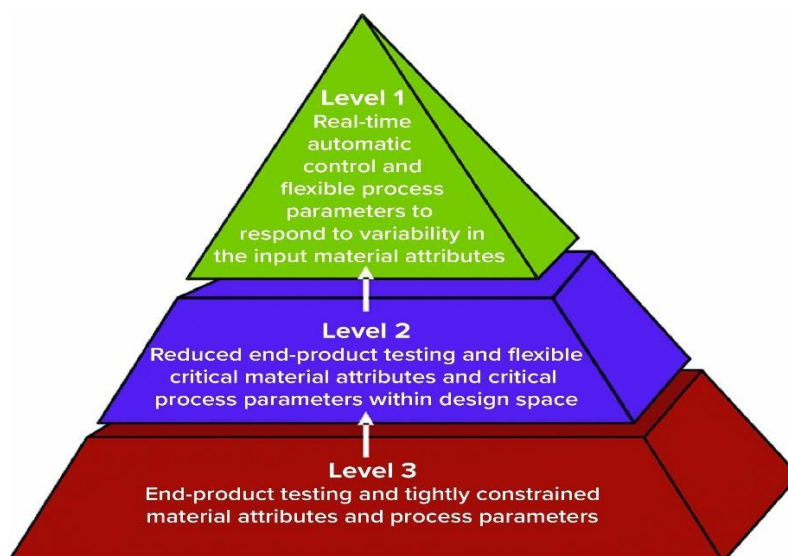 Level 1
Real-time
automatic
control and
flexible process
parameters to
respond to variability in
the input material attributes
Level 2
Reduced end-product testing and flexible
critical material attributes and critical
process parameters within design space
Level 3
End-product testing and tightly constrained
material attributes and process parameters